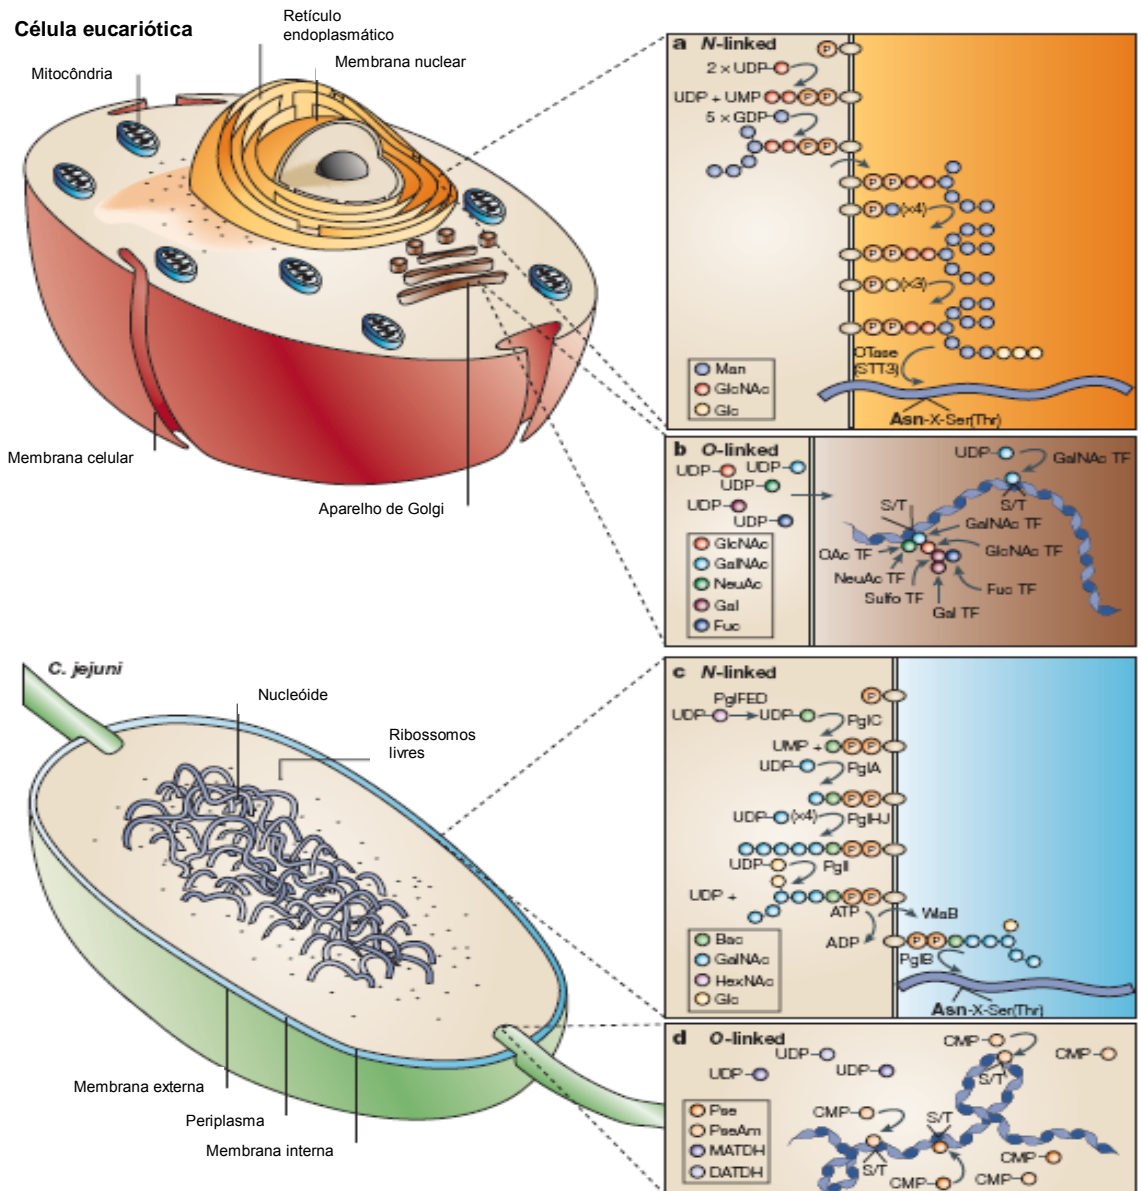 Célula eucariótica
Retículo
endoplasmático
Mitocôndria
Membrana nuclear
Membrana celular
Aparelho de Golgi
a N-linked
P
2 × UDP
UDP + UMP
P P
5 × GDP
P P
P P
P
(×4)
P P
P
(×3)
P P
OTase
(STT3)
Man
GlcNAc
Glc
Asn-X-Ser(Thr)
b O-linked
UDP
UDP
UDP
UDP
UDP
GlcNAc
GalNAc
NeuAc
Gal
Fuc
UDP
GalNAc TF
S/T
S/T
GalNAc TF
OAc TF
GlcNAc TF
NeuAc TF
Sulfo TF
Fuc TF
Gal TF
C. jejuni
Nucleóide
Ribossomos
livres
Membrana externa
Periplasma
Membrana interna
c N-linked
P
PglFED
UDP
UDP
PglC
UMP +
P P
UDP
PglA
P P
UDP
(×4)
PglHJ
P P
UDP
PglI
UDP +
P P
ATP
WlaB
ADP
P P
PglB
Bac
GalNAc
HexNAc
Glc
Asn-X-Ser(Thr)
d O-linked
UDP
UDP
UDP
CMP
CMP
S/T
Pse
PseAm
MATDH
DATDH
CMP
S/T
S/T
CMP
CMP
CMP